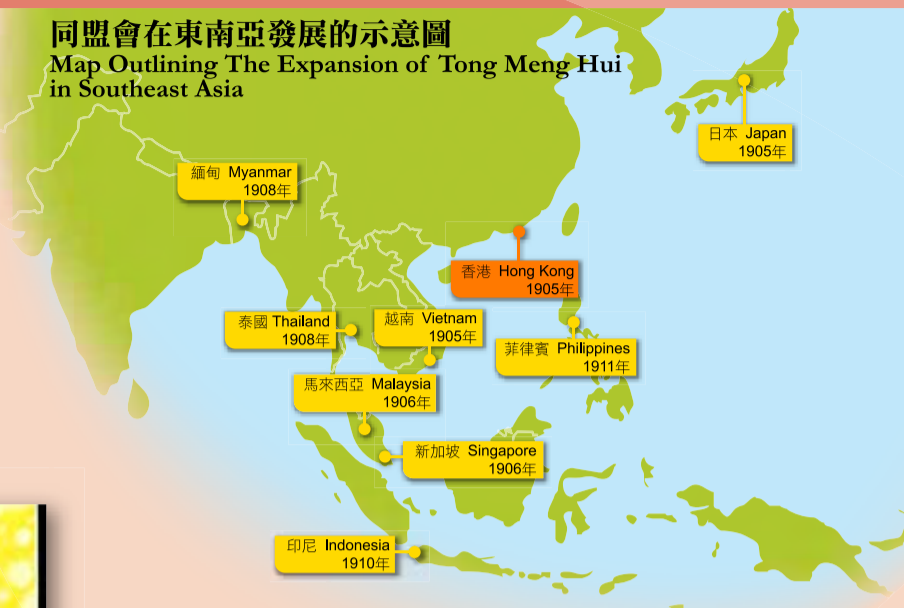 同盟會在東南亞發展的示意圖
Map Outlining The Expansion of Tong Meng Hui
in Southeast Asia
日本 Japan
1905年
緬甸 Myanmar
1908年
香港 Hong Kong
1905年
泰國 Thailand
1908年
越南 Vietnam
1905年
菲律賓 Philippines
1911年
馬來西亞 Malaysia
1906年
新加坡 Singapore
1906年
印尼 Indonesia
1910年